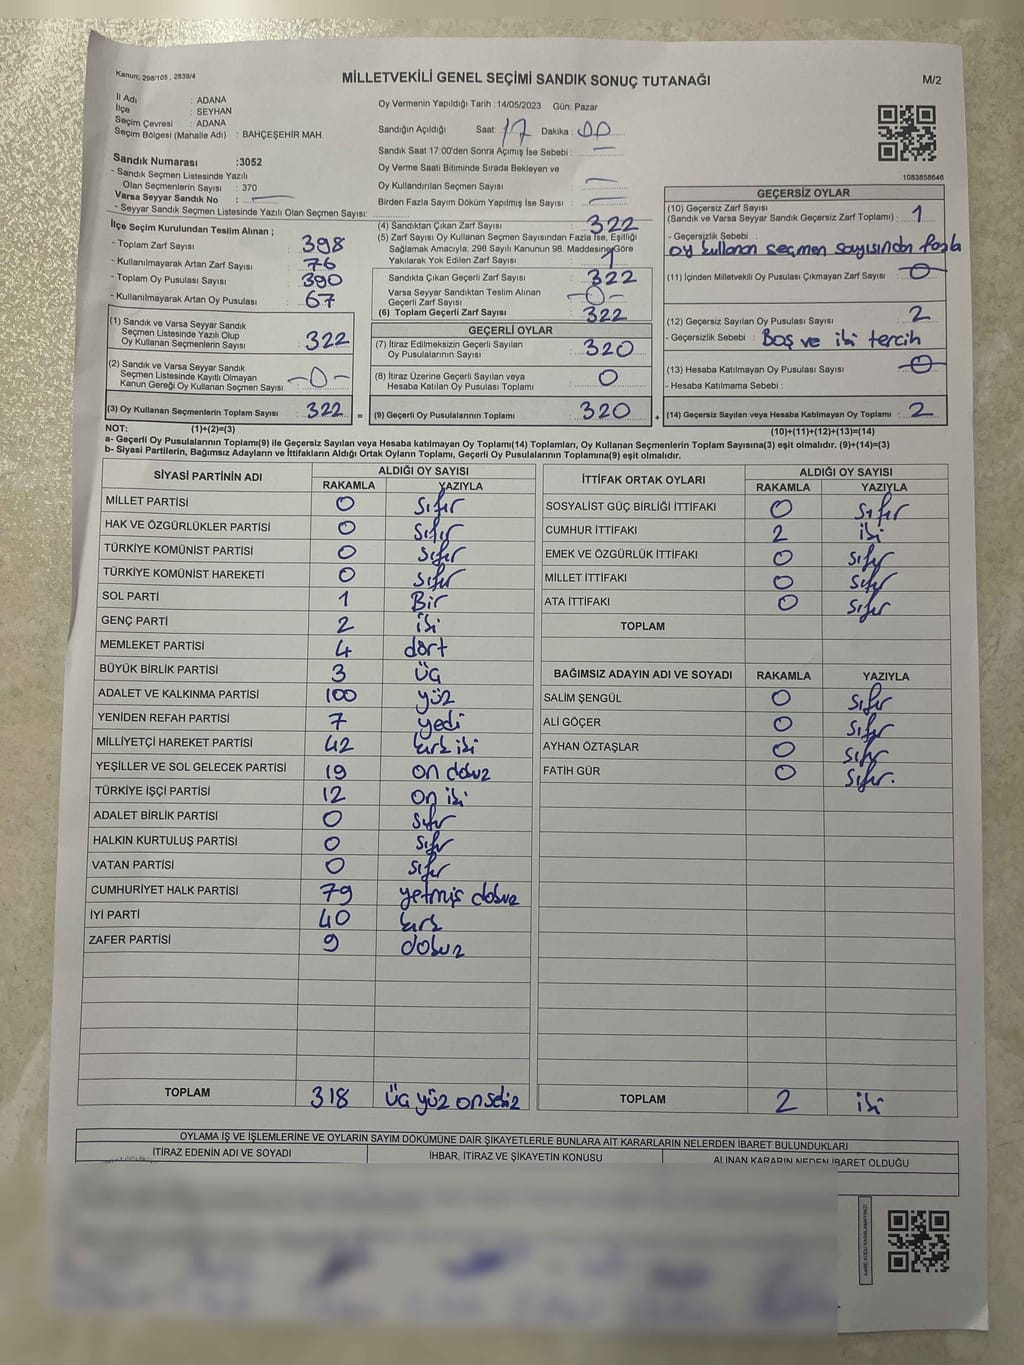 Kanun: 298/105 , 2839/4
MİLLETVEKİLİ GENEL SEÇİMİ SANDIK SONUÇ TUTANAĞI
M/2
İl Adı : ADANA
İlçe : SEYHAN
Seçim Çevresi : ADANA
Seçim Bölgesi (Mahalle Adı) : BAHÇEŞEHİR MAH.
Sandık Numarası :3052
- Sandık Seçmen Listesinde Yazılı
Olan Seçmenlerin Sayısı : 370
Varsa Seyyar Sandık No :
- Seyyar Sandık Seçmen Listesinde Yazılı Olan Seçmen Sayısı:
Oy Vermenin Yapıldığı Tarih :14/05/2023 Gün: Pazar
Sandığın Açıldığı Saat: 17 Dakika : 00
Sandık Saat 17:00'den Sonra Açımış İse Sebebi : —
Oy Verme Saati Bitiminde Sırada Bekleyen ve
Oy Kullandırılan Seçmen Sayısı : —
Birden Fazla Sayım Döküm Yapılmış İse Sayısı : —
1083858646
İlçe Seçim Kurulundan Teslim Alınan ;
- Toplam Zarf Sayısı : 398
- Kullanılmayarak Artan Zarf Sayısı : 76
- Toplam Oy Pusulası Sayısı : 390
- Kullanılmayarak Artan Oy Pusulası : 67
(1) Sandık ve Varsa Seyyar Sandık
Seçmen Listesinde Yazılı Olup
Oy Kullanan Seçmenlerin Sayısı : 322
(2) Sandık ve Varsa Seyyar Sandık
Seçmen Listesinde Kayıtlı Olmayan
Kanun Gereği Oy Kullanan Seçmen Sayısı : -0-
(3) Oy Kullanan Seçmenlerin Toplam Sayısı : 322 =
(4) Sandıktan Çıkan Zarf Sayısı : 322
(5) Zarf Sayısı Oy Kullanan Seçmen Sayısından Fazla İse, Eşitliği
Sağlamak Amacıyla, 298 Sayılı Kanunun 98. Maddesine Göre
Yakılarak Yok Edilen Zarf Sayısı : 1
Sandıkta Çıkan Geçerli Zarf Sayısı : 322
Varsa Seyyar Sandıktan Teslim Alınan
Geçerli Zarf Sayısı : -0-
(6) Toplam Geçerli Zarf Sayısı : 322
GEÇERLİ OYLAR
(7) İtiraz Edilmeksizin Geçerli Sayılan
Oy Pusulalarının Sayısı : 320
(8) İtiraz Üzerine Geçerli Sayılan veya
Hesaba Katılan Oy Pusulası Toplamı : 0
(9) Geçerli Oy Pusulalarının Toplamı : 320 +
GEÇERSİZ OYLAR
(10) Geçersiz Zarf Sayısı
(Sandık ve Varsa Seyyar Sandık Geçersiz Zarf Toplamı) : 1
- Geçersizlik Sebebi :
oy kullanan seçmen sayısından fazla
(11) İçinden Milletvekili Oy Pusulası Çıkmayan Zarf Sayısı : 0
(12) Geçersiz Sayılan Oy Pusulası Sayısı : 2
- Geçersizlik Sebebi : Boş ve iki tercih
(13) Hesaba Katılmayan Oy Pusulası Sayısı : 0
- Hesaba Katılmama Sebebi :
(14) Geçersiz Sayılan veya Hesaba Katılmayan Oy Toplamı : 2
NOT: (1)+(2)=(3)
(10)+(11)+(12)+(13)=(14)
a- Geçerli Oy Pusulalarının Toplamı(9) ile Geçersiz Sayılan veya Hesaba katılmayan Oy Toplamı(14) Toplamları, Oy Kullanan Seçmenlerin Toplam Sayısına(3) eşit olmalıdır. (9)+(14)=(3)
b- Siyasi Partilerin, Bağımsız Adayların ve İttifakların Aldığı Ortak Oyların Toplamı, Geçerli Oy Pusulalarının Toplamına(9) eşit olmalıdır.
SİYASİ PARTİNİN ADI ALDIĞI OY SAYISI
RAKAMLA YAZIYLA
MİLLET PARTİSİ 0 sıfır
HAK VE ÖZGÜRLÜKLER PARTİSİ 0 sıfır
TÜRKİYE KOMÜNİST PARTİSİ 0 sıfır
TÜRKİYE KOMÜNİST HAREKETİ 0 sıfır
SOL PARTİ 1 Bir
GENÇ PARTİ 2 iki
MEMLEKET PARTİSİ 4 dört
BÜYÜK BİRLİK PARTİSİ 3 üç
ADALET VE KALKINMA PARTİSİ 100 yüz
YENİDEN REFAH PARTİSİ 7 yedi
MİLLİYETÇİ HAREKET PARTİSİ 42 kırk iki
YEŞİLLER VE SOL GELECEK PARTİSİ 19 on dokuz
TÜRKİYE İŞÇİ PARTİSİ 12 on iki
ADALET BİRLİK PARTİSİ 0 sıfır
HALKIN KURTULUŞ PARTİSİ 0 sıfır
VATAN PARTİSİ 0 sıfır
CUMHURİYET HALK PARTİSİ 79 yetmiş dokuz
İYİ PARTİ 40 kırk
ZAFER PARTİSİ 9 dokuz
TOPLAM 318 üç yüz on sekiz
İTTİFAK ORTAK OYLARI ALDIĞI OY SAYISI
RAKAMLA YAZIYLA
SOSYALİST GÜÇ BİRLİĞİ İTTİFAKI 0 sıfır
CUMHUR İTTİFAKI 2 iki
EMEK VE ÖZGÜRLÜK İTTİFAKI 0 sıfır
MİLLET İTTİFAKI 0 sıfır
ATA İTTİFAKI 0 sıfır
TOPLAM
BAĞIMSIZ ADAYIN ADI VE SOYADI RAKAMLA YAZIYLA
SALİM ŞENGÜL 0 sıfır
ALİ GÖÇER 0 sıfır
AYHAN ÖZTAŞLAR 0 sıfır
FATİH GÜR 0 sıfır.
TOPLAM 2 iki
OYLAMA İŞ VE İŞLEMLERİNE VE OYLARIN SAYIM DÖKÜMÜNE DAİR ŞİKAYETLERLE BUNLARA AİT KARARLARIN NELERDEN İBARET BULUNDUKLARI
İTİRAZ EDENİN ADI VE SOYADI İHBAR, İTİRAZ VE ŞİKAYETİN KONUSU ALINAN KARARIN NEDEN İBARET OLDUĞU